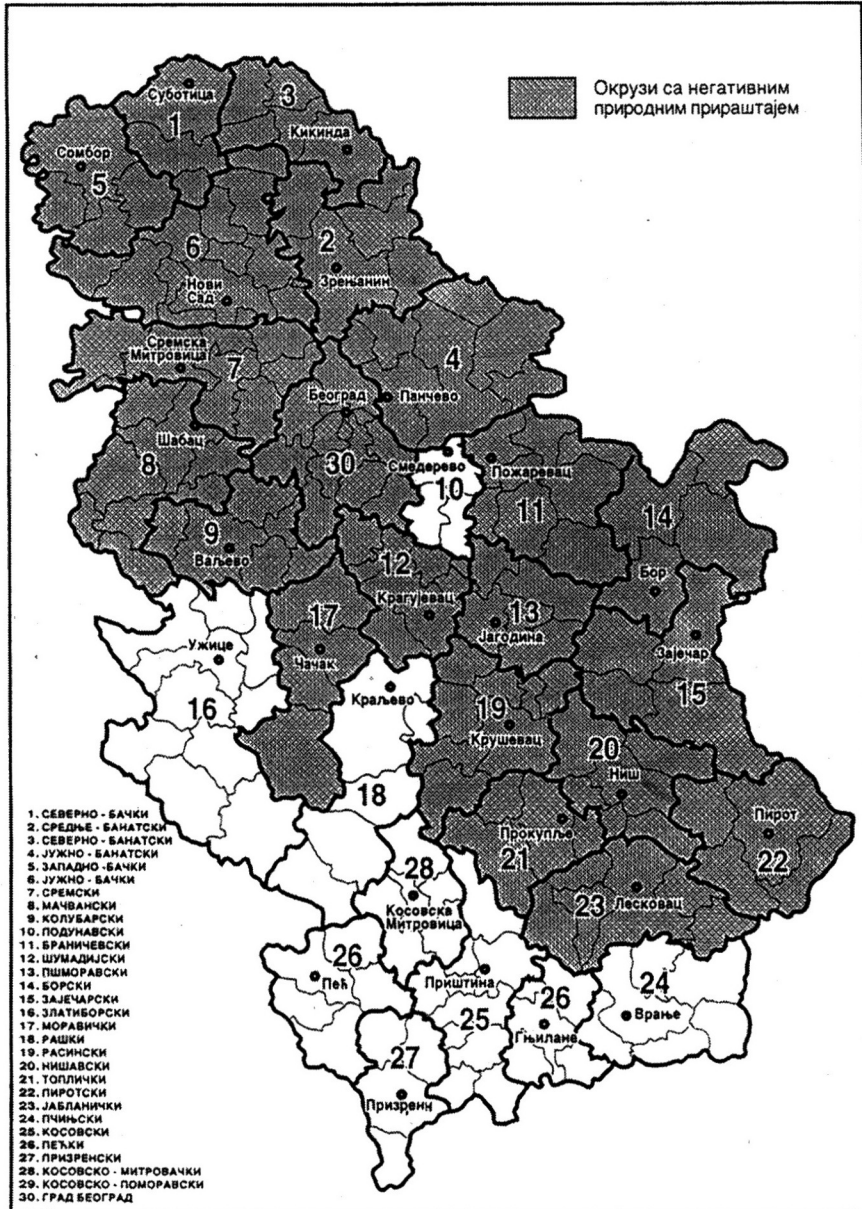 Окрузи са негативним
природним прираштајем
Суботица
1
3
Кикинда
Сомбор
5
6
2
Зрењанин
Нови
Сад
Сремска
Митровица
7
4
Београд
Панчево
Шабац
8
30
Смедерево
10
Пожаревац
11
14
9
Ваљево
12
Крагујевац
Бор
17
Чачак
13
Јагодина
Зајечар
15
Ужице
16
Краљево
19
Крушевац
20
Ниш
18
Прокупље
21
Пирот
22
28
Косовска
Митровица
23
Лесковац
26
Пећ
Приштина
25
26
Гњилане
24
Врање
27
Призрен
1. СЕВЕРНО - БАЧКИ
2. СРЕДЊЕ - БАНАТСКИ
3. СЕВЕРНО - БАНАТСКИ
4. ЈУЖНО - БАНАТСКИ
5. ЗАПАДНО - БАЧКИ
6. ЈУЖНО - БАЧКИ
7. СРЕМСКИ
8. МАЧВАНСКИ
9. КОЛУБАРСКИ
10. ПОДУНАВСКИ
11. БРАНИЧЕВСКИ
12. ШУМАДИЈСКИ
13. ПШМОРАВСКИ
14. БОРСКИ
15. ЗАЈЕЧАРСКИ
16. ЗЛАТИБОРСКИ
17. МОРАВИЧКИ
18. РАШКИ
19. РАСИНСКИ
20. НИШАВСКИ
21. ТОПЛИЧКИ
22. ПИРОТСКИ
23. ЈАБЛАНИЧКИ
24. ПЧИЊСКИ
25. КОСОВСКИ
26. ПЕЋКИ
27. ПРИЗРЕНСКИ
28. КОСОВСКО - МИТРОВАЧКИ
29. КОСОВСКО - ПОМОРАВСКИ
30. ГРАД БЕОГРАД